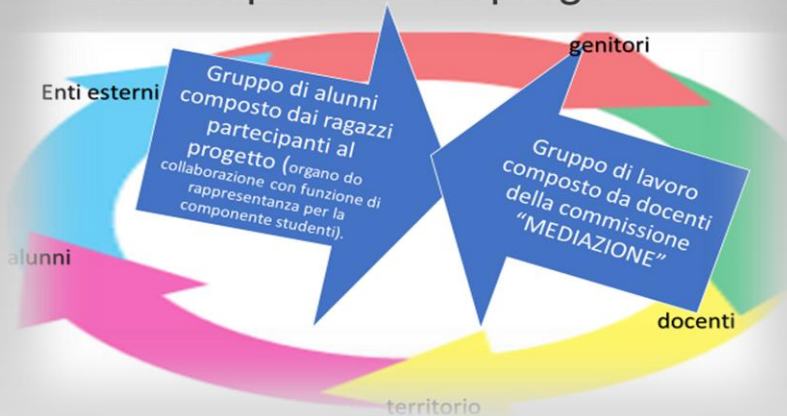 genitori
Enti esterni
Gruppo di alunni
composto dai ragazzi
partecipanti al
progetto (organo do
collaborazione con funzione di
rappresentanza per la
componente studenti).
Gruppo di lavoro
composto da docenti
della commissione
“MEDIAZIONE”
alunni
docenti
territorio